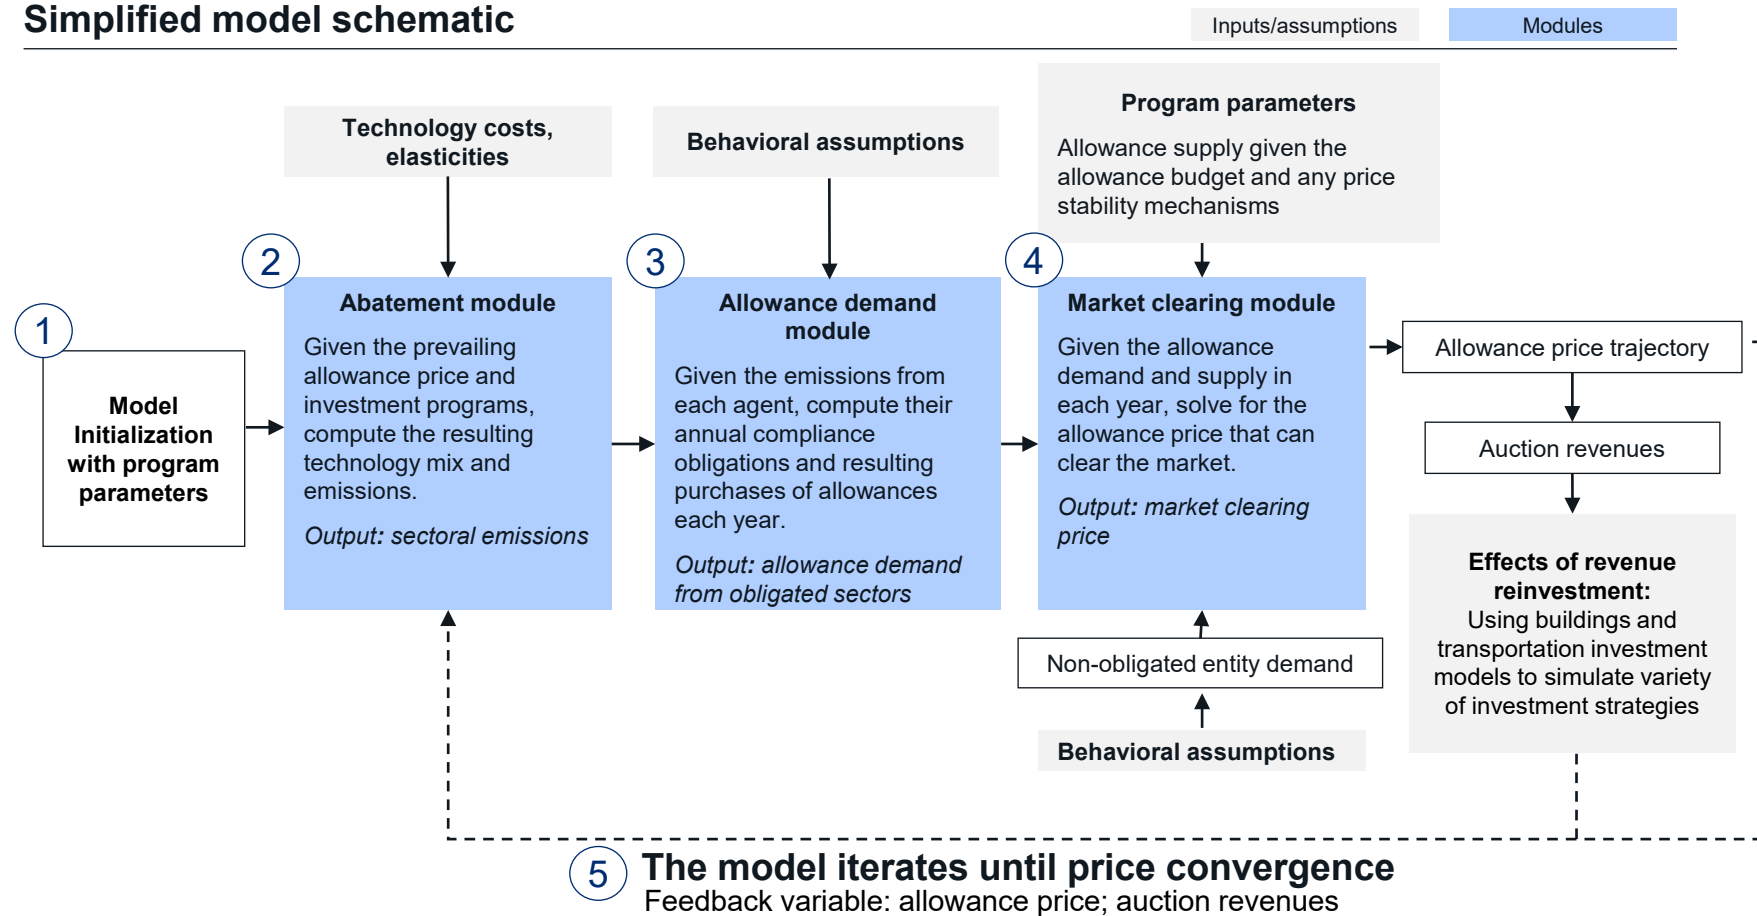 Simplified model schematic
Inputs/assumptions
Modules
Technology costs,
elasticities
Behavioral assumptions
Program parameters
Allowance supply given the
allowance budget and any price
stability mechanisms
1
Model
Initialization
with program
parameters
2
Abatement module
Given the prevailing
allowance price and
investment programs,
compute the resulting
technology mix and
emissions.
Output: sectoral emissions
3
Allowance demand
module
Given the emissions from
each agent, compute their
annual compliance
obligations and resulting
purchases of allowances
each year.
Output: allowance demand
from obligated sectors
4
Market clearing module
Given the allowance
demand and supply in
each year, solve for the
allowance price that can
clear the market.
Output: market clearing
price
Non-obligated entity demand
Behavioral assumptions
Allowance price trajectory
Auction revenues
Effects of revenue
reinvestment:
Using buildings and
transportation investment
models to simulate variety
of investment strategies
5
The model iterates until price convergence
Feedback variable: allowance price; auction revenues